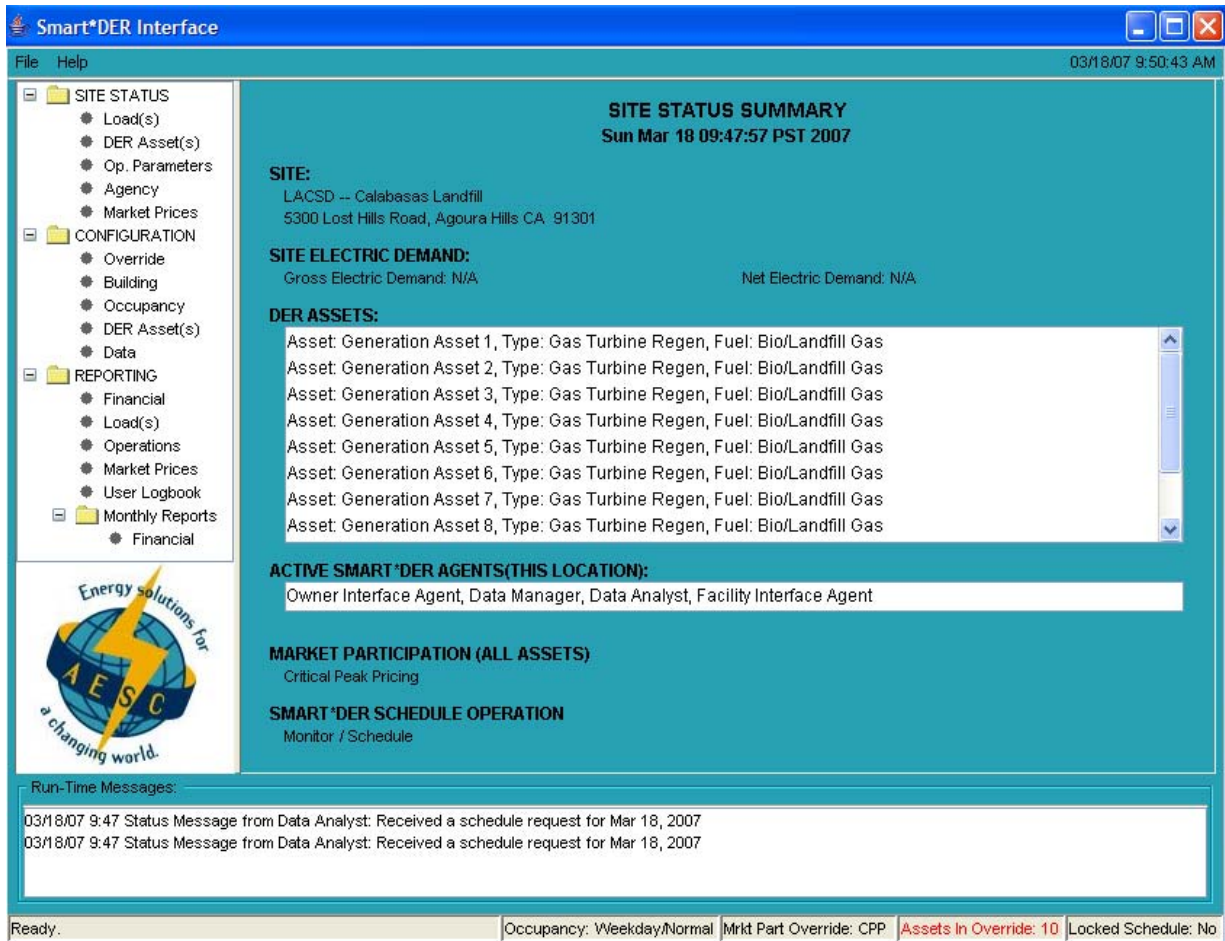 Smart*DER Interface
File Help 03/18/07 9:50:43 AM
SITE STATUS
Load(s)
DER Asset(s)
Op. Parameters
Agency
Market Prices
CONFIGURATION
Override
Building
Occupancy
DER Asset(s)
Data
REPORTING
Financial
Load(s)
Operations
Market Prices
User Logbook
Monthly Reports
Financial
Energy solutions for
AESC
a changing world.
SITE STATUS SUMMARY
Sun Mar 18 09:47:57 PST 2007
SITE:
LACSD -- Calabasas Landfill
5300 Lost Hills Road, Agoura Hills CA 91301
SITE ELECTRIC DEMAND:
Gross Electric Demand: N/A Net Electric Demand: N/A
DER ASSETS:
Asset: Generation Asset 1, Type: Gas Turbine Regen, Fuel: Bio/Landfill Gas
Asset: Generation Asset 2, Type: Gas Turbine Regen, Fuel: Bio/Landfill Gas
Asset: Generation Asset 3, Type: Gas Turbine Regen, Fuel: Bio/Landfill Gas
Asset: Generation Asset 4, Type: Gas Turbine Regen, Fuel: Bio/Landfill Gas
Asset: Generation Asset 5, Type: Gas Turbine Regen, Fuel: Bio/Landfill Gas
Asset: Generation Asset 6, Type: Gas Turbine Regen, Fuel: Bio/Landfill Gas
Asset: Generation Asset 7, Type: Gas Turbine Regen, Fuel: Bio/Landfill Gas
Asset: Generation Asset 8, Type: Gas Turbine Regen, Fuel: Bio/Landfill Gas
ACTIVE SMART*DER AGENTS(THIS LOCATION):
Owner Interface Agent, Data Manager, Data Analyst, Facility Interface Agent
MARKET PARTICIPATION (ALL ASSETS)
Critical Peak Pricing
SMART*DER SCHEDULE OPERATION
Monitor / Schedule
Run-Time Messages:
03/18/07 9:47 Status Message from Data Analyst: Received a schedule request for Mar 18, 2007
03/18/07 9:47 Status Message from Data Analyst: Received a schedule request for Mar 18, 2007
Ready. Occupancy: Weekday/Normal Mrkt Part Override: CPP Assets In Override: 10 Locked Schedule: No